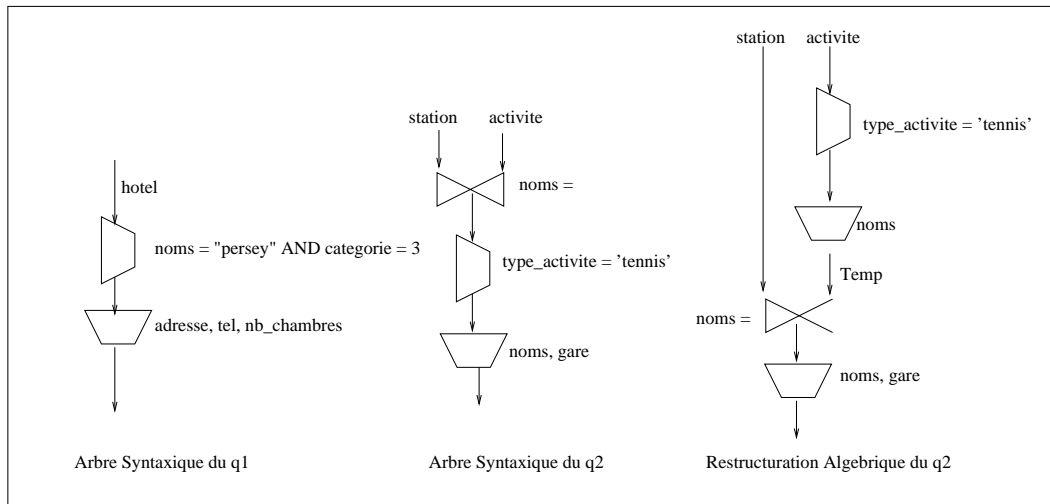 hotel
noms = "persey" AND categorie = 3
adresse, tel, nb_chambres
Arbre Syntaxique du q1
station activite
noms =
type_activite = ’tennis’
noms, gare
Arbre Syntaxique du q2
station activite
type_activite = ’tennis’
noms
Temp
noms =
noms, gare
Restructuration Algebrique du q2